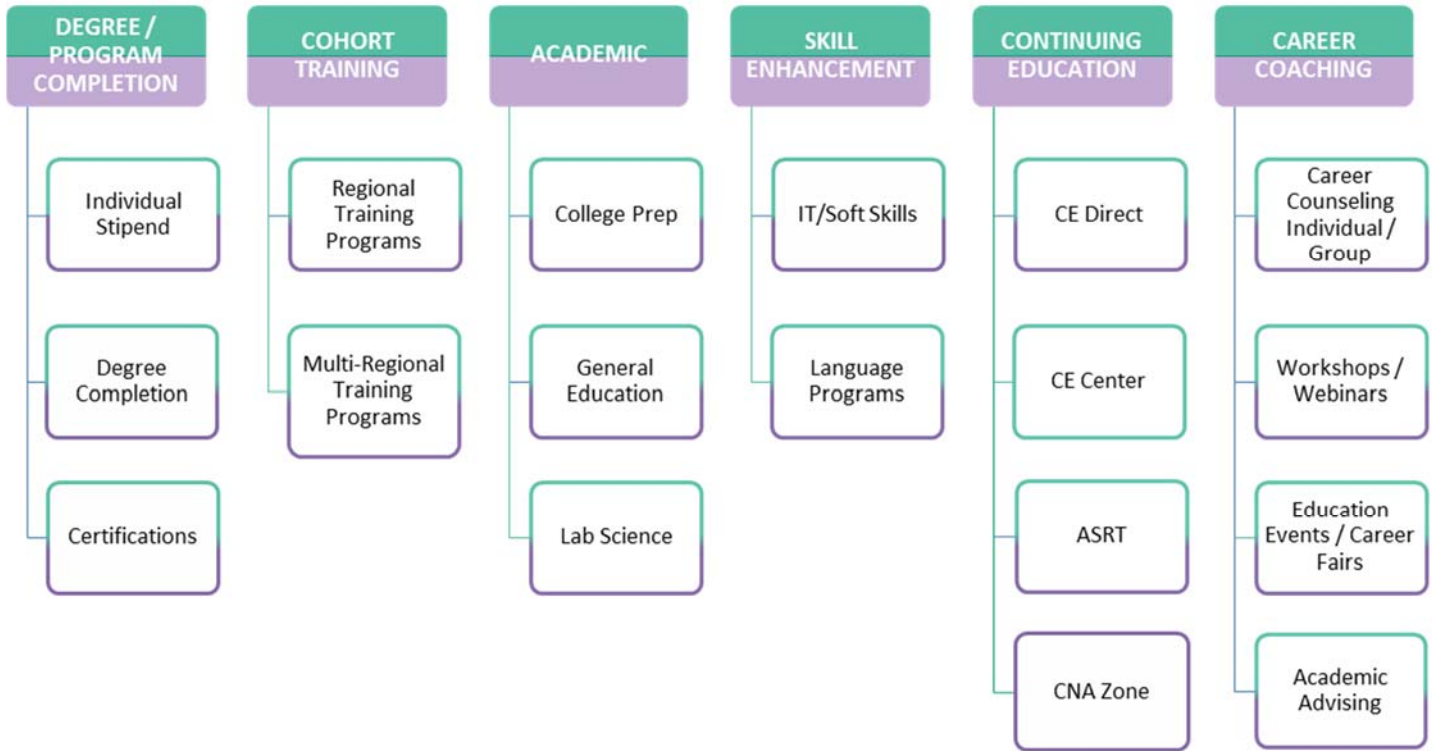 DEGREE /
PROGRAM
COMPLETION
Individual
Stipend
Degree
Completion
Certifications
COHORT
TRAINING
Regional
Training
Programs
Multi-Regional
Training
Programs
ACADEMIC
College Prep
General
Education
Lab Science
SKILL
ENHANCEMENT
IT/Soft Skills
Language
Programs
CONTINUING
EDUCATION
CE Direct
CE Center
ASRT
CNA Zone
CAREER
COACHING
Career
Counseling
Individual /
Group
Workshops /
Webinars
Education
Events / Career
Fairs
Academic
Advising